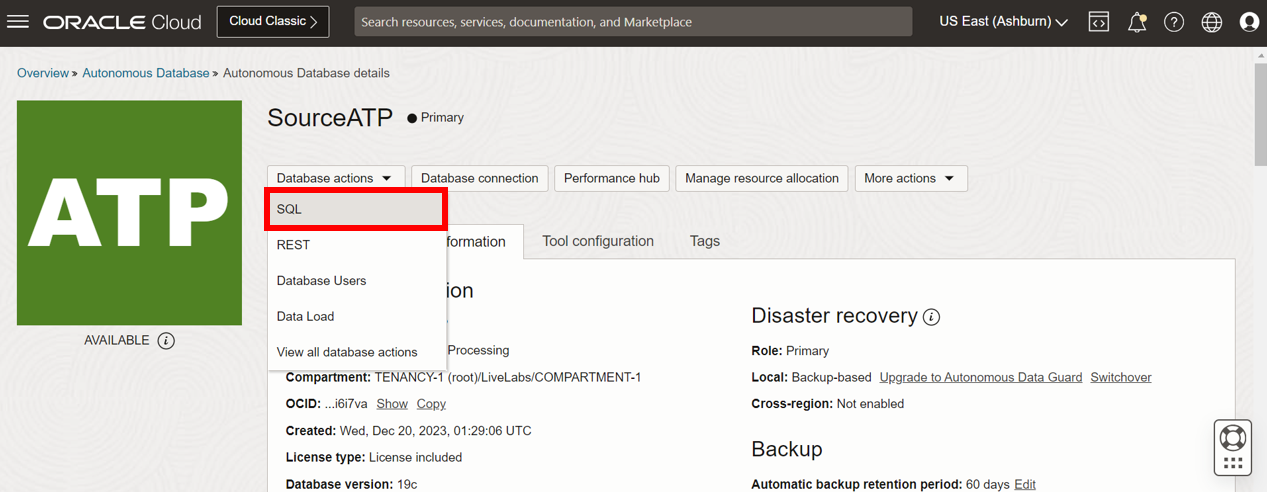 ORACLE Cloud Cloud Classic Search resources, services, documentation, and Marketplace US East (Ashburn)
Overview » Autonomous Database » Autonomous Database details
SourceATP Primary
ATP
AVAILABLE
Database actions Database connection Performance hub Manage resource allocation More actions
SQL
REST
Database Users
Data Load
View all database actions
formation Tool configuration Tags
ion
Processing
Compartment: TENANCY-1 (root)/LiveLabs/COMPARTMENT-1
OCID: ...i6i7va Show Copy
Created: Wed, Dec 20, 2023, 01:29:06 UTC
License type: License included
Database version: 19c
Disaster recovery
Role: Primary
Local: Backup-based Upgrade to Autonomous Data Guard Switchover
Cross-region: Not enabled
Backup
Automatic backup retention period: 60 days Edit